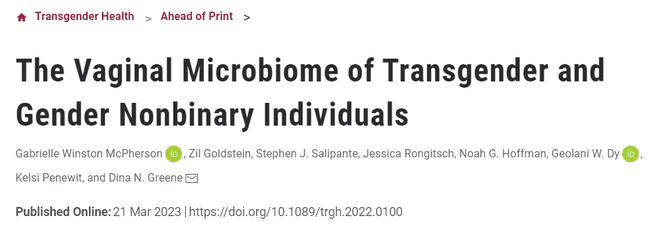 Transgender Health > Ahead of Print >
The Vaginal Microbiome of Transgender and
Gender Nonbinary Individuals
Gabrielle Winston McPherson iD, Zil Goldstein, Stephen J. Salipante, Jessica Rongitsch, Noah G. Hoffman, Geolani W. Dy iD,
Kelsi Penewit, and Dina N. Greene
Published Online: 21 Mar 2023 | https://doi.org/10.1089/trgh.2022.0100